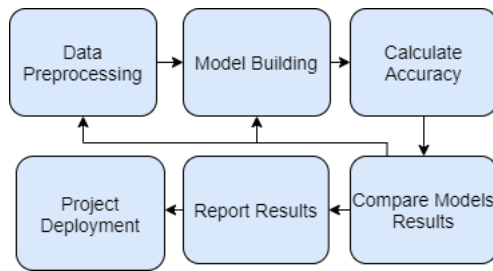 Data
Preprocessing
Model Building
Calculate
Accuracy
Project
Deployment
Report Results
Compare Models
Results